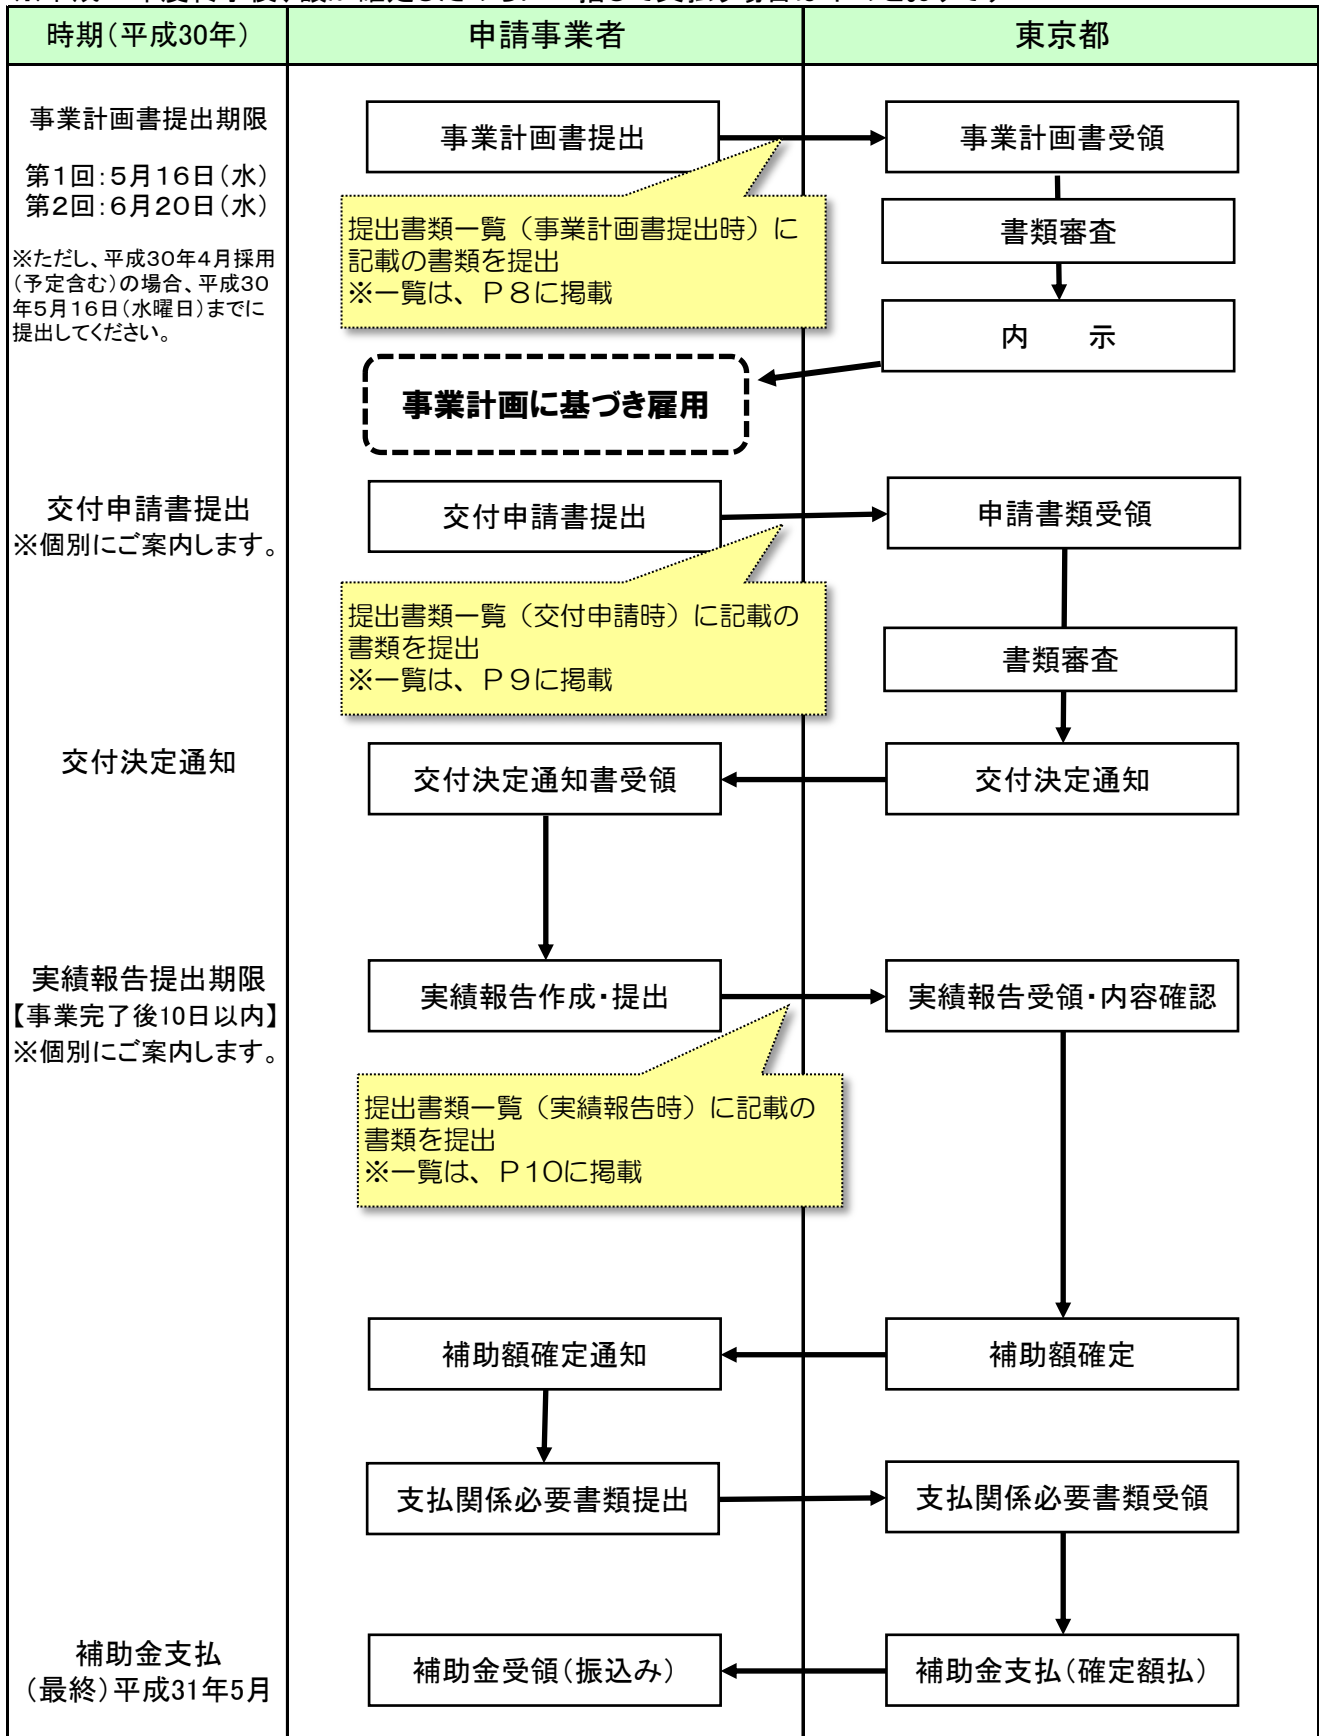 時期（平成30年）
申請事業者
東京都
事業計画書提出期限
第１回：５月１６日（水）
第２回：６月２０日（水）
※ただし、平成３０年４月採用
（予定含む）の場合、平成３０
年５月１６日（水曜日）までに
提出してください。
事業計画書提出
事業計画書受領
提出書類一覧（事業計画書提出時）に
記載の書類を提出
※一覧は、Ｐ８に掲載
書類審査
内　　示
事業計画に基づき雇用
交付申請書提出
※個別にご案内します。
交付申請書提出
申請書類受領
提出書類一覧（交付申請時）に記載の
書類を提出
※一覧は、Ｐ９に掲載
書類審査
交付決定通知
交付決定通知書受領
交付決定通知
実績報告提出期限
【事業完了後10日以内】
※個別にご案内します。
実績報告作成・提出
実績報告受領・内容確認
提出書類一覧（実績報告時）に記載の
書類を提出
※一覧は、Ｐ１０に掲載
補助額確定通知
補助額確定
支払関係必要書類提出
支払関係必要書類受領
補助金支払
（最終）平成31年5月
補助金受領（振込み）
補助金支払（確定額払）